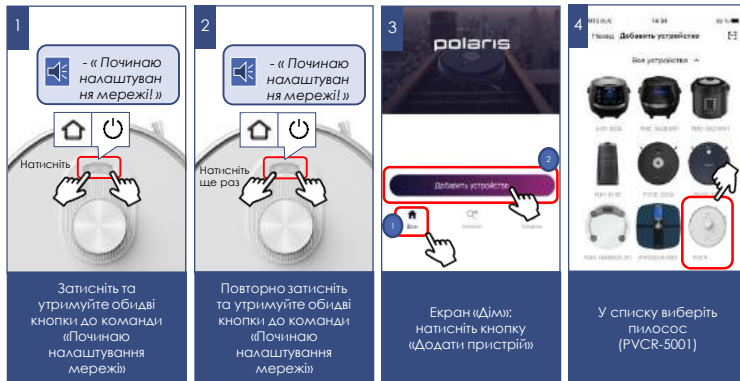 1
- « Починаю
налаштуван
ня мережі! »
Натисніть
Затисніть та
утримуйте обидві
кнопки до команди
«Починаю
налаштування
мережі»
2
- « Починаю
налаштуван
ня мережі! »
Натисніть
ще раз
Повторно затисніть
та утримуйте обидві
кнопки до команди
«Починаю
налаштування
мережі»
3
polaris
2
Добавить устройство
1
Дом
Екран «Дім»:
натисніть кнопку
«Додати пристрій»
4
Назад Добавить устройство
Все устройства
У списку виберіть
пилосос
(PVCR-5001)